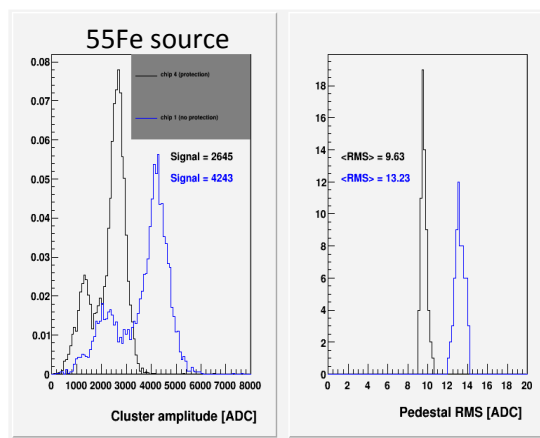 55Fe source
chip 4 (protection)
chip 1 (no protection)
Signal = 2645
Signal = 4243
0.08
0.07
0.06
0.05
0.04
0.03
0.02
0.01
0
0 1000 2000 3000 4000 5000 6000 7000 8000
Cluster amplitude [ADC]
<RMS> = 9.63
<RMS> = 13.23
18
16
14
12
10
8
6
4
2
0
0 2 4 6 8 10 12 14 16 18 20
Pedestal RMS [ADC]